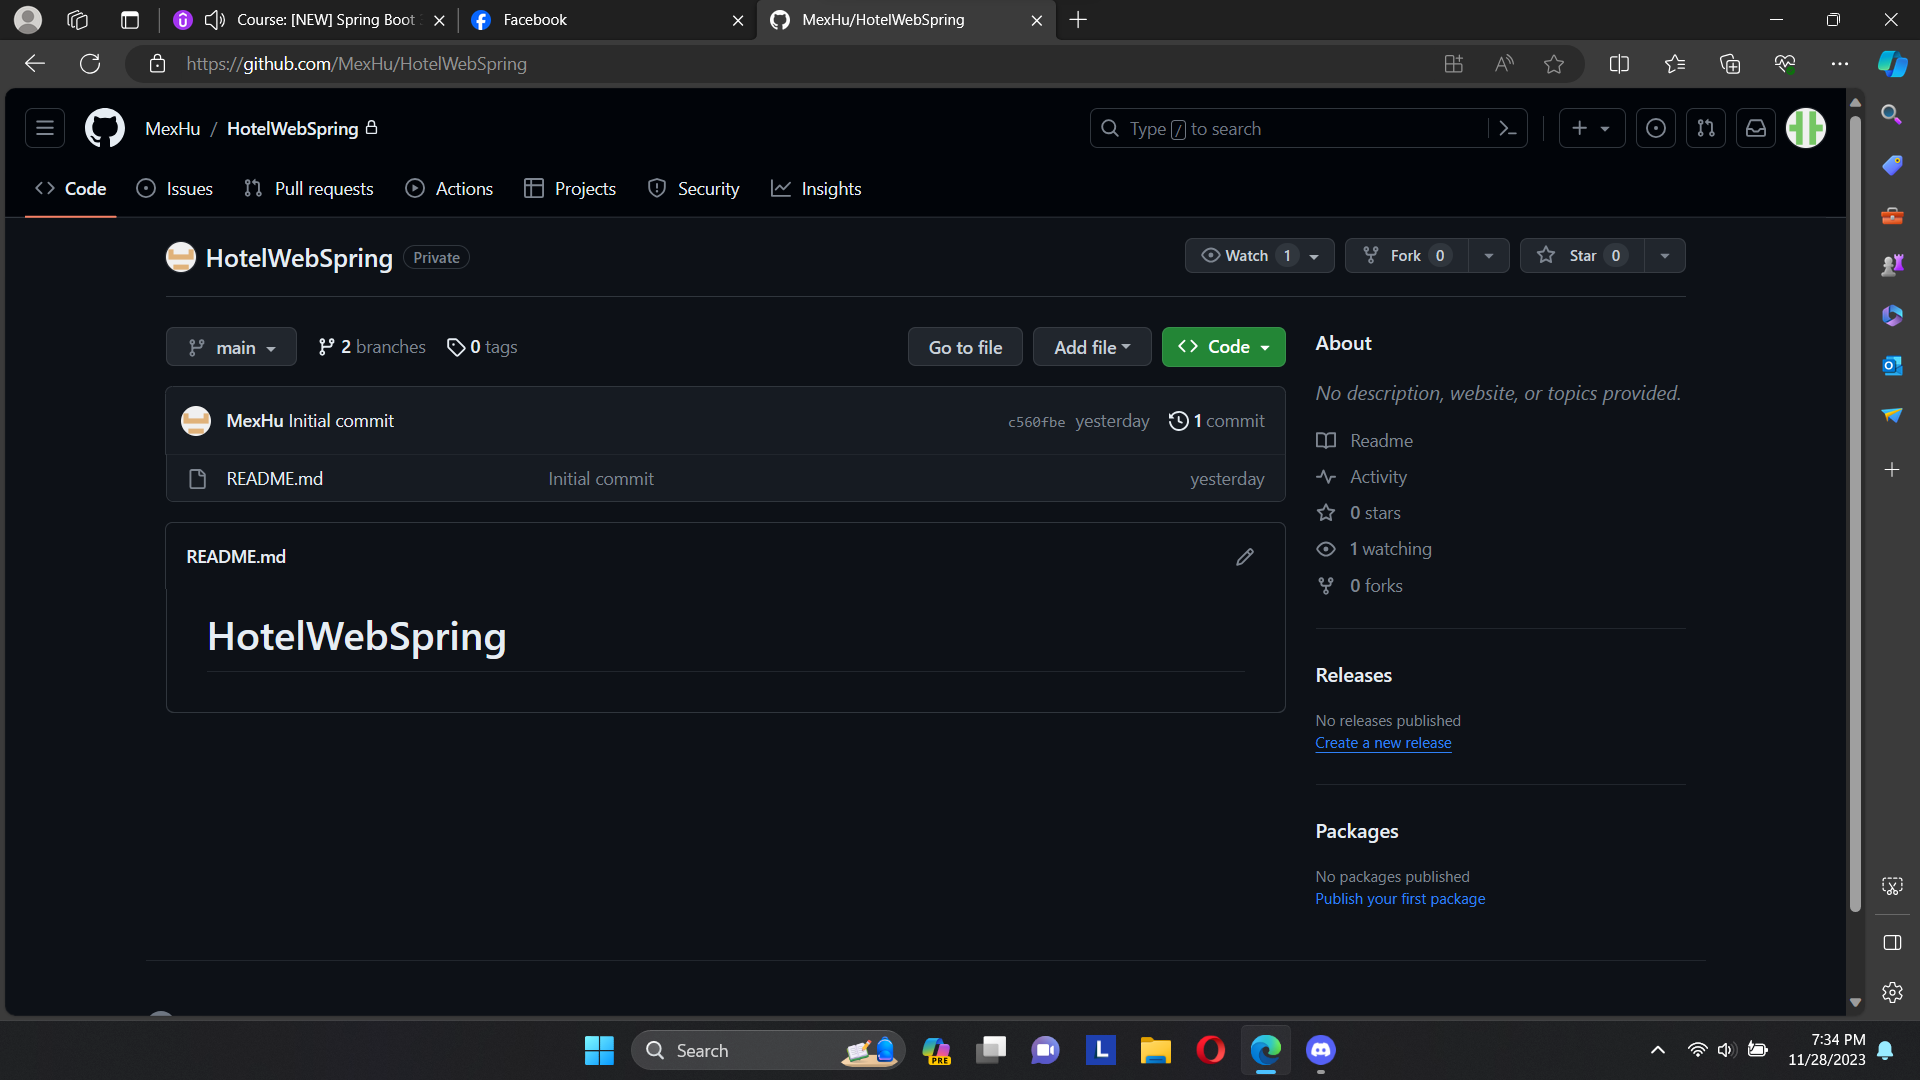 Course: [NEW] Spring Boot 3
Facebook
MexHu/HotelWebSpring
https://github.com/MexHu/HotelWebSpring
MexHu / HotelWebSpring
Type / to search
Code
Issues
Pull requests
Actions
Projects
Security
Insights
HotelWebSpring
Private
Watch 1
Fork 0
Star 0
main
2 branches
0 tags
Go to file
Add file
Code
MexHu Initial commit
c560fbe yesterday
1 commit
README.md
Initial commit
yesterday
README.md
HotelWebSpring
About
No description, website, or topics provided.
Readme
Activity
0 stars
1 watching
0 forks
Releases
No releases published
Create a new release
Packages
No packages published
Publish your first package
Search
PRE
L
7:34 PM
11/28/2023